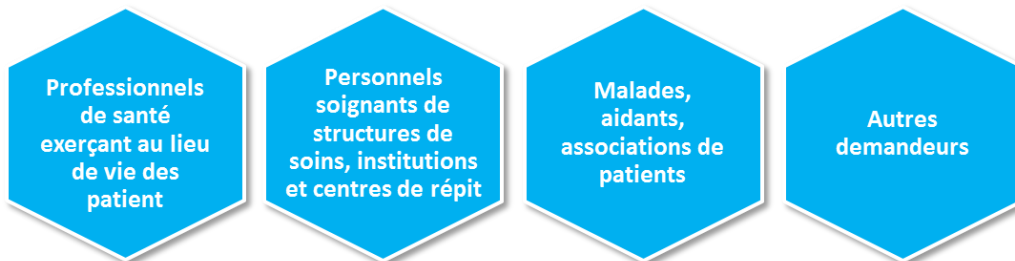 Professionnels
de santé
exerçant au lieu
de vie des
patient
Personnels
soignants de
structures de
soins, institutions
et centres de répit
Malades,
aidants,
associations de
patients
Autres
demandeurs